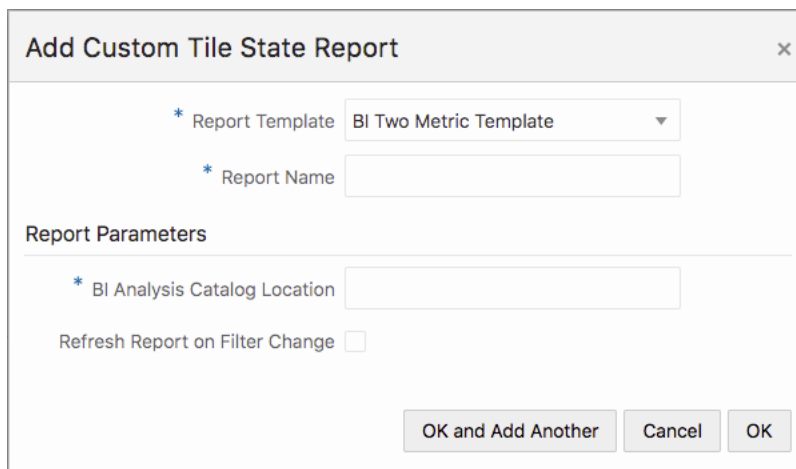 Add Custom Tile State Report ×
* Report Template BI Two Metric Template
* Report Name
Report Parameters
* BI Analysis Catalog Location
Refresh Report on Filter Change
OK and Add Another Cancel OK